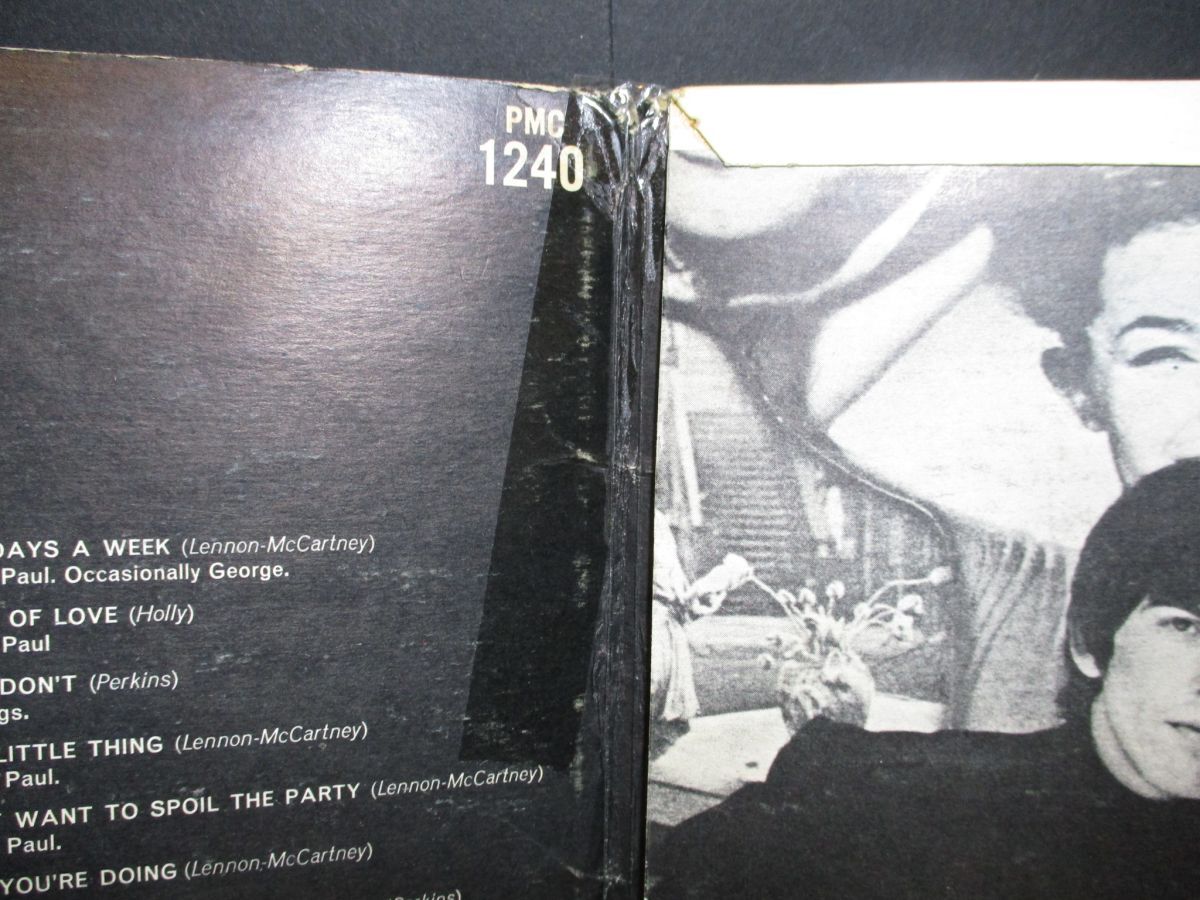 PMC
1240
DAYS A WEEK (Lennon-McCartney)
Paul. Occasionally George.
OF LOVE (Holly)
Paul
DON'T (Perkins)
gs.
LITTLE THING (Lennon-McCartney)
Paul.
WANT TO SPOIL THE PARTY (Lennon-McCartney)
Paul.
YOU'RE DOING (Lennon-McCartney)